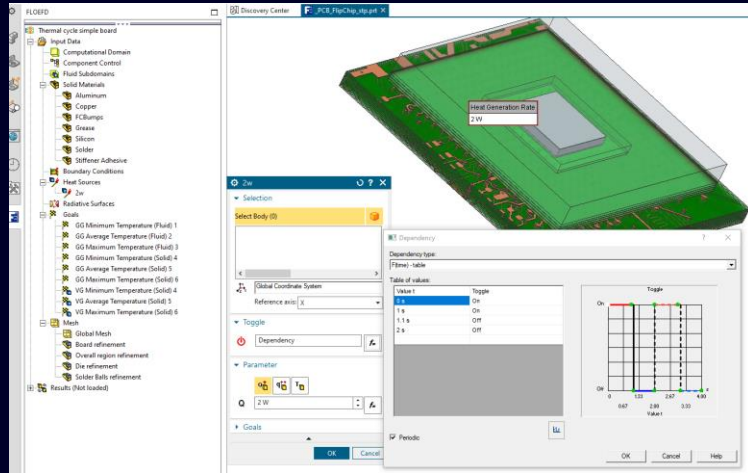 FLOEFD
Discovery Center
_PCB_FlipChip_stp.prt
Thermal cycle simple board
Input Data
Computational Domain
Component Control
Fluid Subdomains
Solid Materials
Aluminum
Copper
FCBumps
Grease
Silicon
Solder
Stiffener Adhesive
Boundary Conditions
Heat Sources
2w
Radiative Surfaces
Goals
GG Minimum Temperature (Fluid) 1
GG Average Temperature (Fluid) 2
GG Maximum Temperature (Fluid) 3
GG Minimum Temperature (Solid) 4
GG Average Temperature (Solid) 5
GG Maximum Temperature (Solid) 6
VG Minimum Temperature (Solid) 4
VG Average Temperature (Solid) 5
VG Maximum Temperature (Solid) 6
Mesh
Global Mesh
Board refinement
Overall region refinement
Die refinement
Solder Balls refinement
Results (Not loaded)
Heat Generation Rate
2 W
2w
Selection
Select Body (0)
Global Coordinate System
Reference axis: X
Toggle
Dependency
Parameter
Q 2 W
Goals
OK Cancel
Dependency
Dependency type:
F(time) - table
Table of values:
Value t Toggle
0 s On
1 s On
1.1 s Off
2 s Off
Periodic
Toggle
On
Off
0 1.33 2.67 4.00
0.67 2.00 3.33
Value t
OK Cancel Help